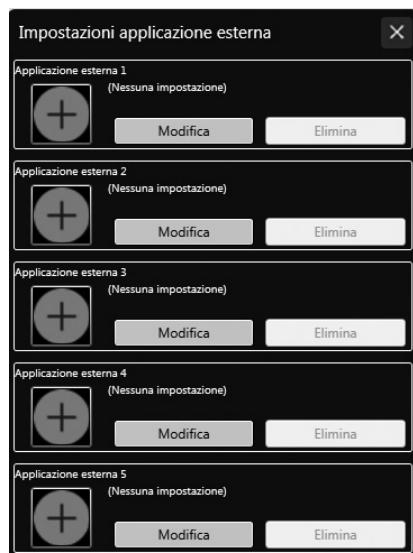 Impostazioni applicazione esterna
Applicazione esterna 1
(Nessuna impostazione)
Modifica Elimina
Applicazione esterna 2
(Nessuna impostazione)
Modifica Elimina
Applicazione esterna 3
(Nessuna impostazione)
Modifica Elimina
Applicazione esterna 4
(Nessuna impostazione)
Modifica Elimina
Applicazione esterna 5
(Nessuna impostazione)
Modifica Elimina